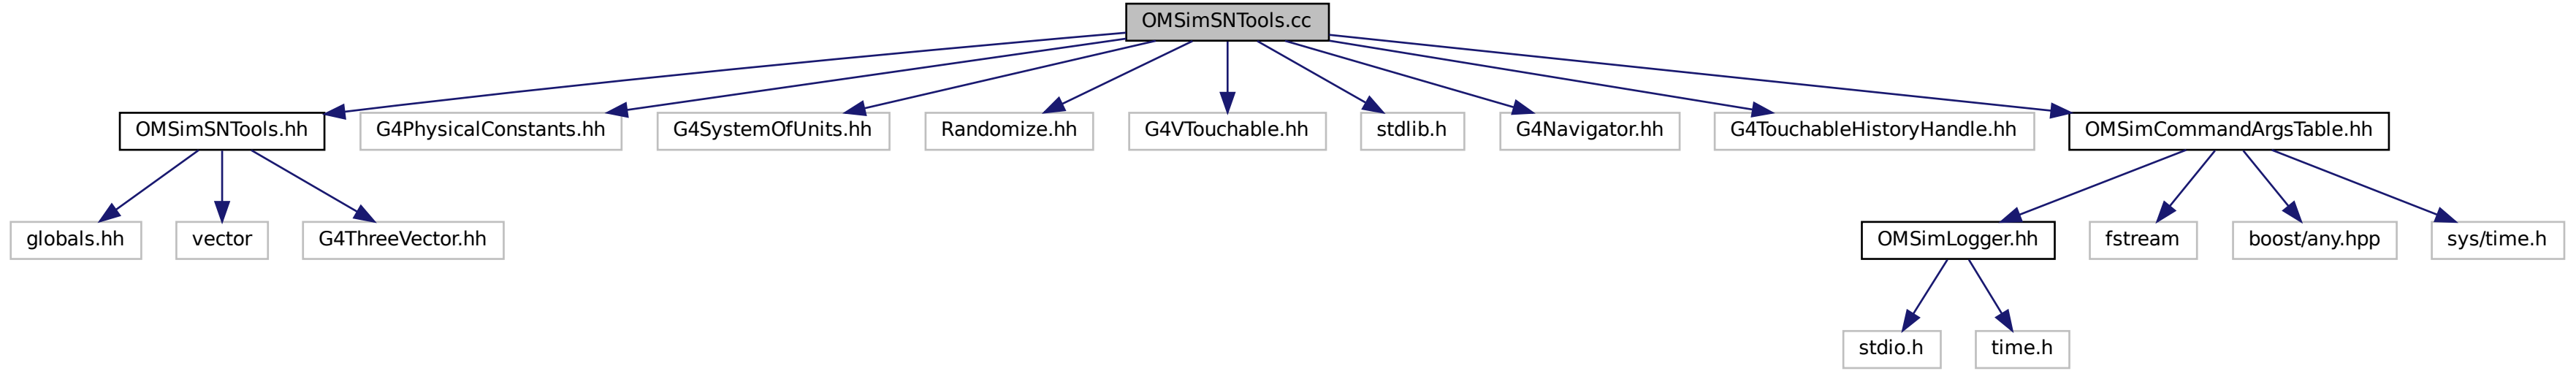 OMSimSNTools.cc
OMSimSNTools.hh
G4PhysicalConstants.hh
G4SystemOfUnits.hh
Randomize.hh
G4VTouchable.hh
stdlib.h
G4Navigator.hh
G4TouchableHistoryHandle.hh
OMSimCommandArgsTable.hh
globals.hh
vector
G4ThreeVector.hh
OMSimLogger.hh
fstream
boost/any.hpp
sys/time.h
stdio.h
time.h